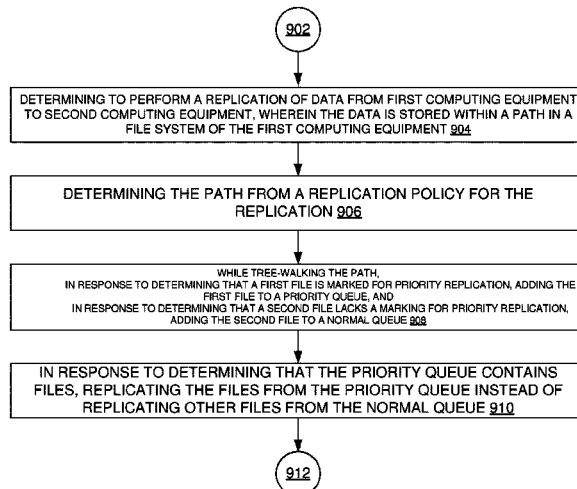 902
DETERMINING TO PERFORM A REPLICATION OF DATA FROM FIRST COMPUTING EQUIPMENT
TO SECOND COMPUTING EQUIPMENT, WHEREIN THE DATA IS STORED WITHIN A PATH IN A
FILE SYSTEM OF THE FIRST COMPUTING EQUIPMENT 904
DETERMINING THE PATH FROM A REPLICATION POLICY FOR THE
REPLICATION 906
WHILE TREE-WALKING THE PATH,
IN RESPONSE TO DETERMINING THAT A FIRST FILE IS MARKED FOR PRIORITY REPLICATION, ADDING THE
FIRST FILE TO A PRIORITY QUEUE, AND
IN RESPONSE TO DETERMINING THAT A SECOND FILE LACKS A MARKING FOR PRIORITY REPLICATION,
ADDING THE SECOND FILE TO A NORMAL QUEUE 908
IN RESPONSE TO DETERMINING THAT THE PRIORITY QUEUE CONTAINS
FILES, REPLICATING THE FILES FROM THE PRIORITY QUEUE INSTEAD OF
REPLICATING OTHER FILES FROM THE NORMAL QUEUE 910
912